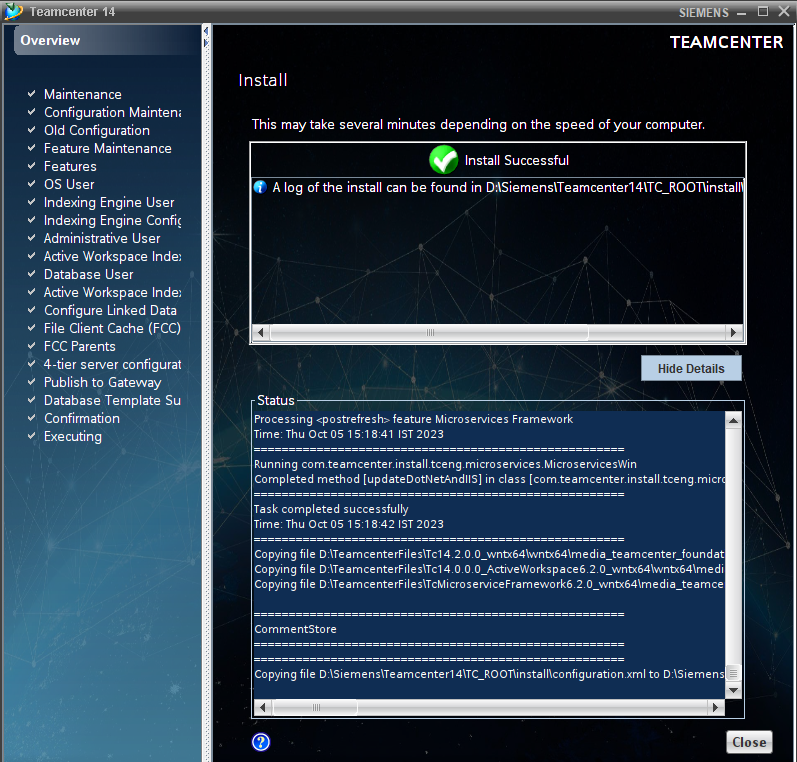 Teamcenter 14
SIEMENS
Overview
TEAMCENTER
Maintenance
Configuration Maintena
Old Configuration
Feature Maintenance
Features
OS User
Indexing Engine User
Indexing Engine Config
Administrative User
Active Workspace Index
Database User
Active Workspace Index
Configure Linked Data
File Client Cache (FCC)
FCC Parents
4-tier server configurat
Publish to Gateway
Database Template Su
Confirmation
Executing
Install
This may take several minutes depending on the speed of your computer.
Install Successful
A log of the install can be found in D:\Siemens\Teamcenter14\TC_ROOT\install\
Hide Details
Status
Processing <postrefresh> feature Microservices Framework
Time: Thu Oct 05 15:18:41 IST 2023
=====================================================
Running com.teamcenter.install.tceng.microservices.MicroservicesWin
Completed method [updateDotNetAndIIS] in class [com.teamcenter.install.tceng.micro
=====================================================
Task completed successfully
Time: Thu Oct 05 15:18:42 IST 2023
=====================================================
Copying file D:\TeamcenterFiles\Tc14.2.0.0_wntx64\wntx64\media_teamcenter_foundat
Copying file D:\TeamcenterFiles\Tc14.0.0.0_ActiveWorkspace6.2.0_wntx64\wntx64\medi
Copying file D:\TeamcenterFiles\TcMicroserviceFramework6.2.0_wntx64\media_teamce
=====================================================
CommentStore
=====================================================
=====================================================
Copying file D:\Siemens\Teamcenter14\TC_ROOT\install\configuration.xml to D:\Siemens
?
Close